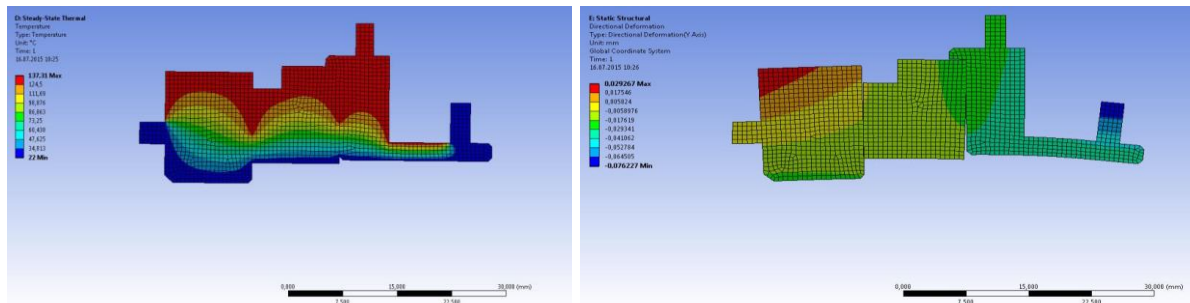 D: Steady-State Thermal
Temperature
Type: Temperature
Unit: °C
Time: 1
16.07.2015 10:25
137,31 Max
124,5
111,69
98,876
86,063
73,25
60,438
47,625
34,813
22 Min
0,000
15,000
30,000 (mm)
7,500
22,500
E: Static Structural
Directional Deformation
Type: Directional Deformation(Y Axis)
Unit: mm
Global Coordinate System
Time: 1
16.07.2015 10:26
0,029267 Max
0,017546
0,005824
-0,0058976
-0,017619
-0,029341
-0,041062
-0,052784
-0,064505
-0,076227 Min
0,000
15,000
30,000 (mm)
7,500
22,500